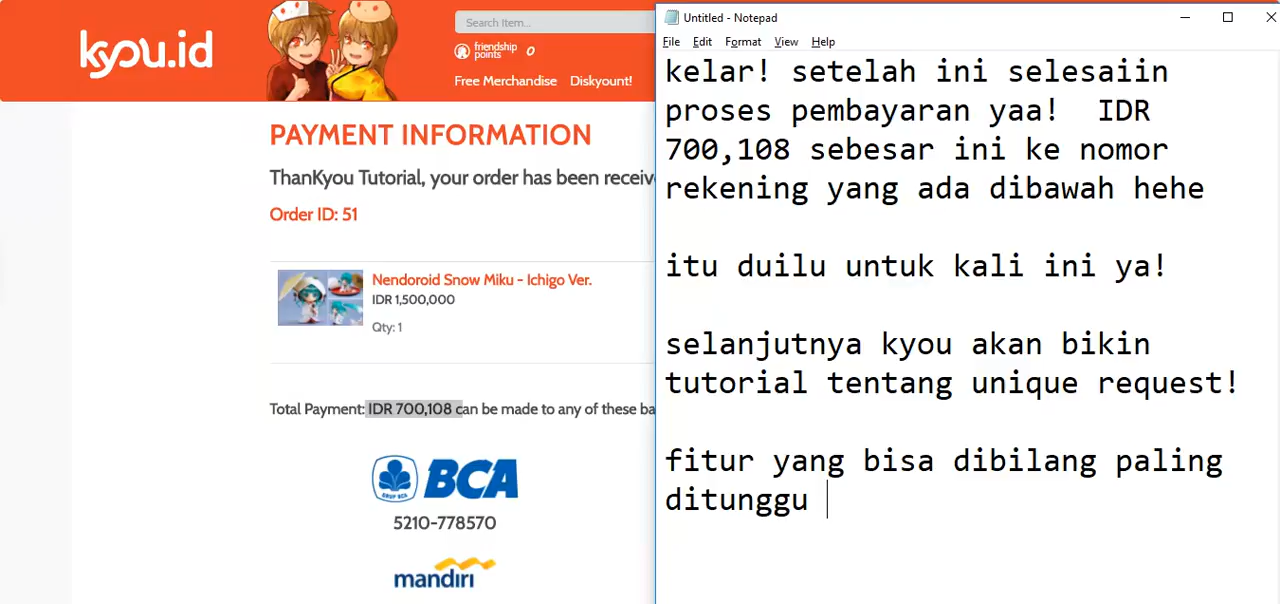 kyou.id
Search Item...
friendship
points
0
Free Merchandise Diskyount!
PAYMENT INFORMATION
ThanKyou Tutorial, your order has been receiv
Order ID: 51
Nendoroid Snow Miku - Ichigo Ver.
IDR 1,500,000
Qty: 1
Total Payment: IDR 700,108 can be made to any of these ba
BCA
5210-778570
mandiri
Untitled - Notepad
File Edit Format View Help
kelar! setelah ini selesaiin
proses pembayaran yaa!  IDR
700,108 sebesar ini ke nomor
rekening yang ada dibawah hehe
itu duilu untuk kali ini ya!
selanjutnya kyou akan bikin
tutorial tentang unique request!
fitur yang bisa dibilang paling
ditunggu